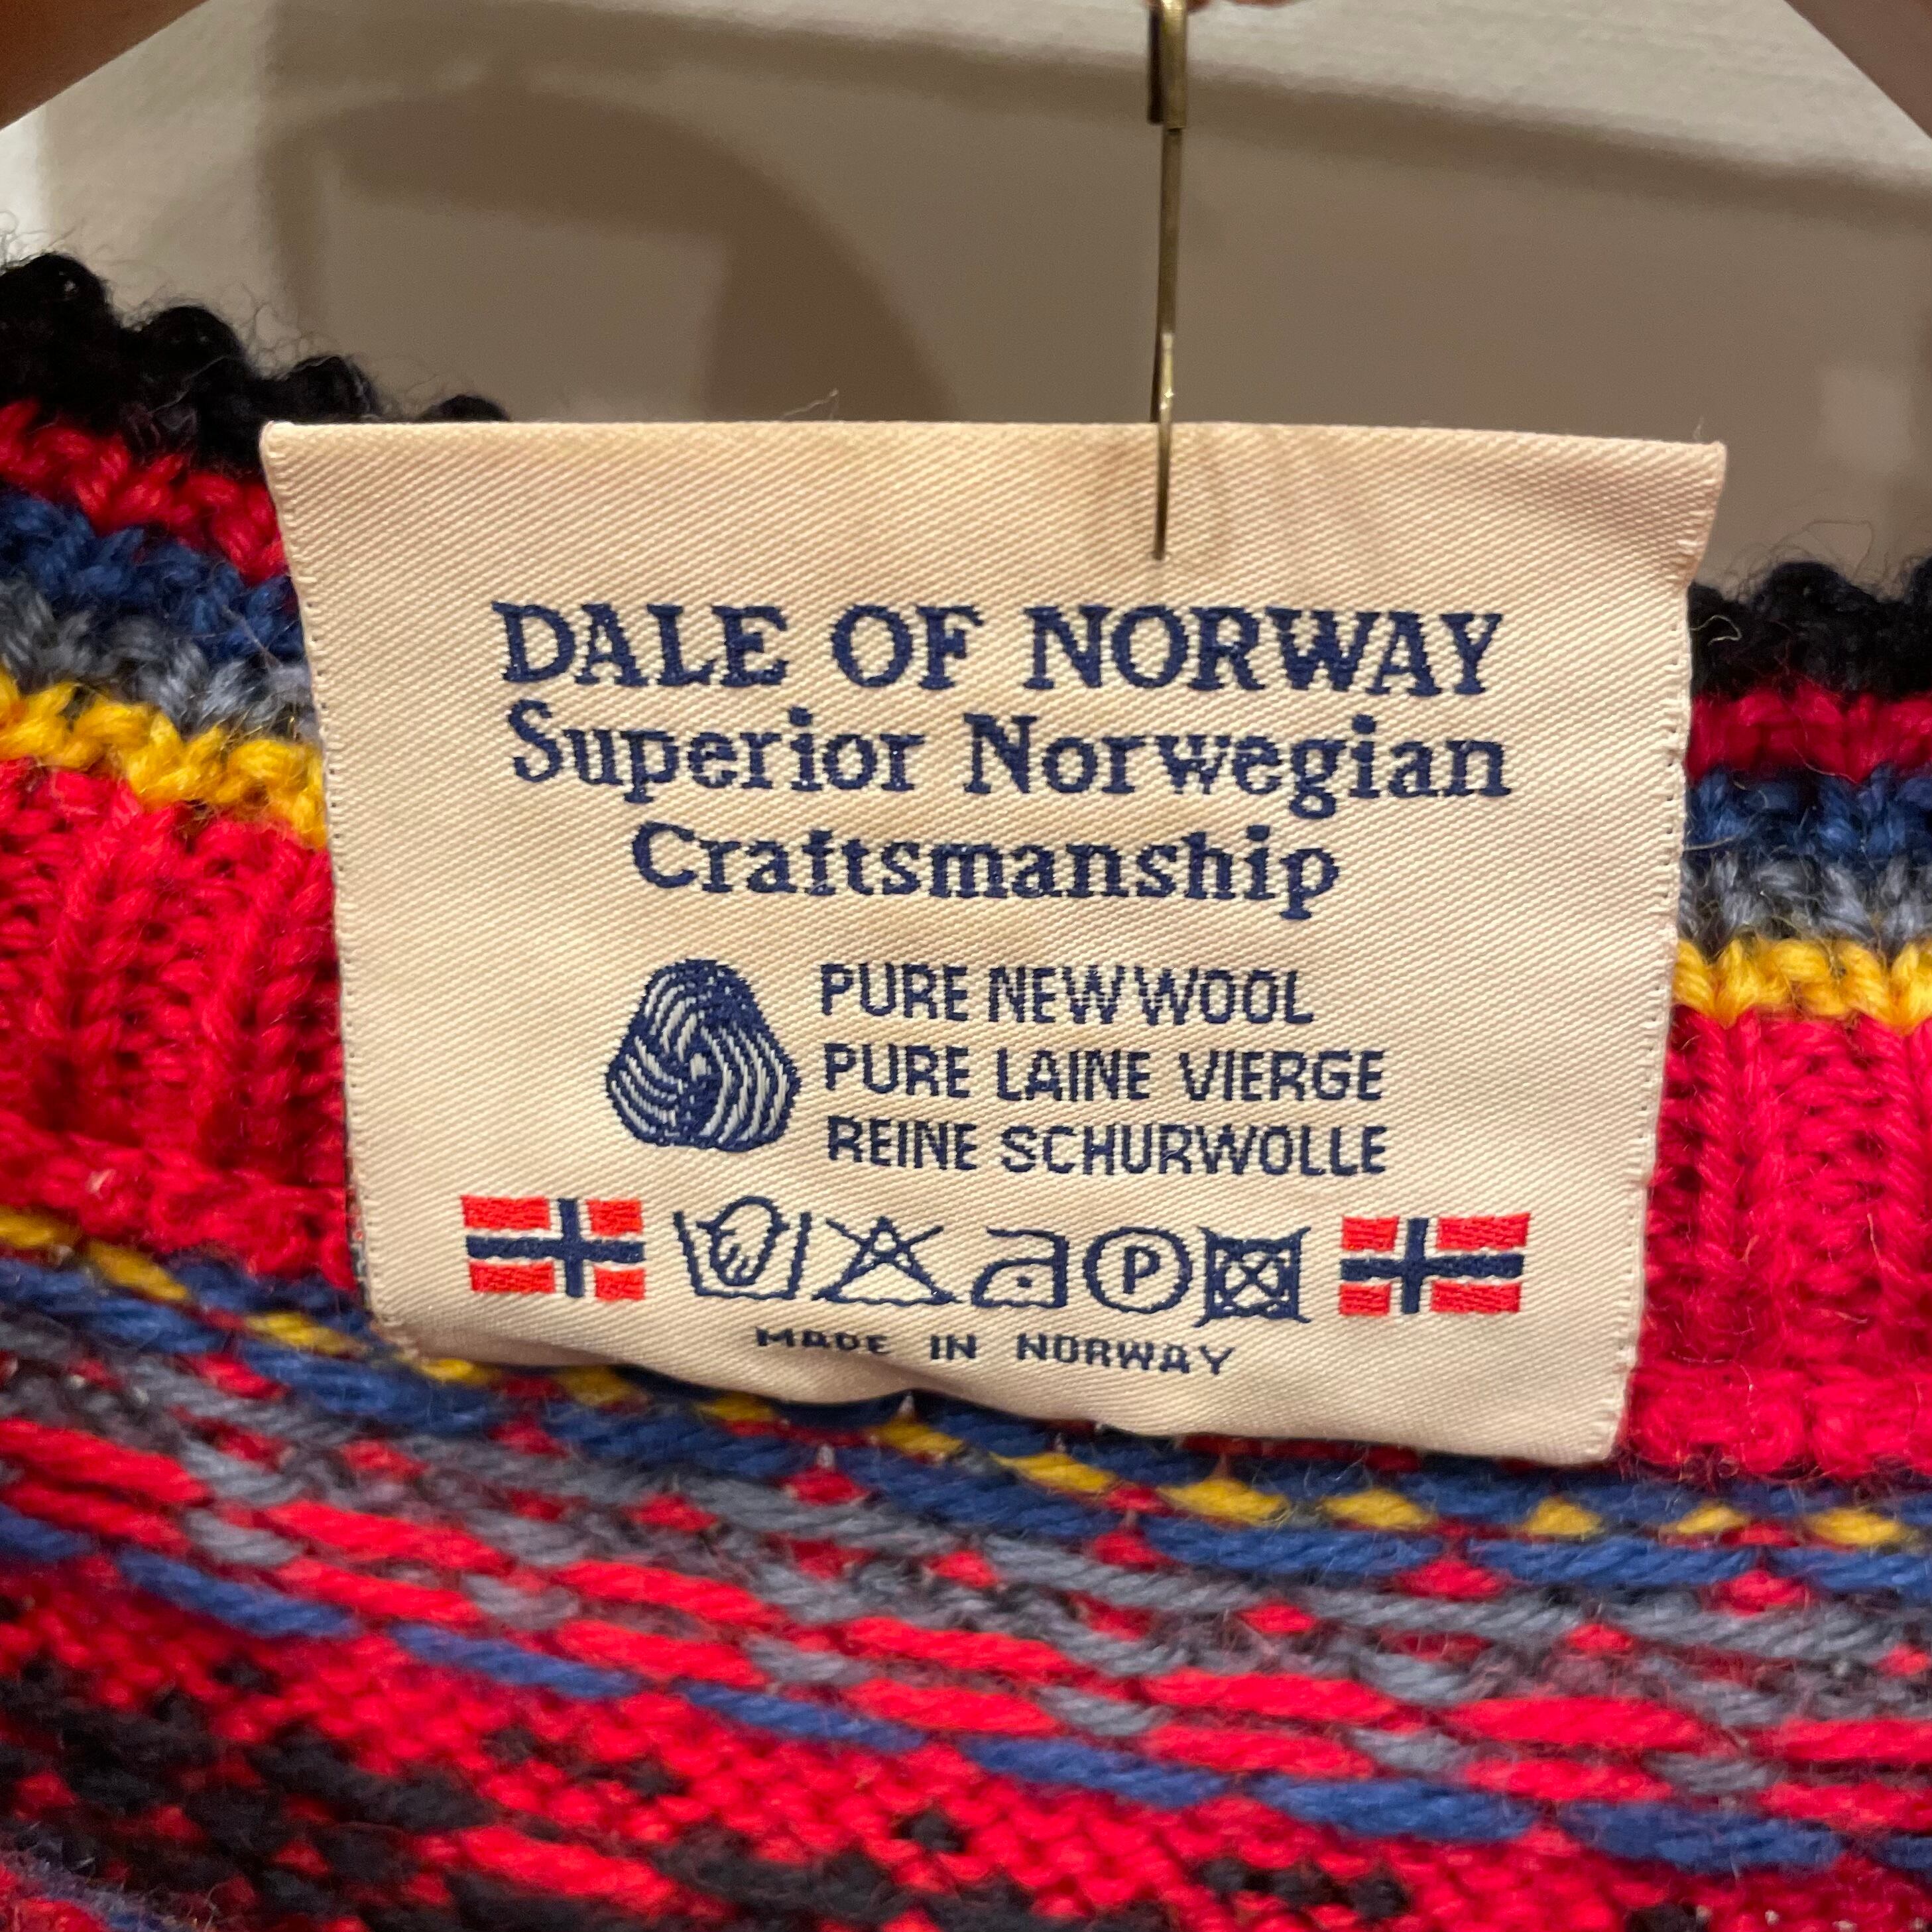 DALE OF NORWAY
Superior Norwegian
Craftsmanship
PURE NEW WOOL
PURE LAINE VIERGE
REINE SCHURWOLLE
P
MADE IN NORWAY